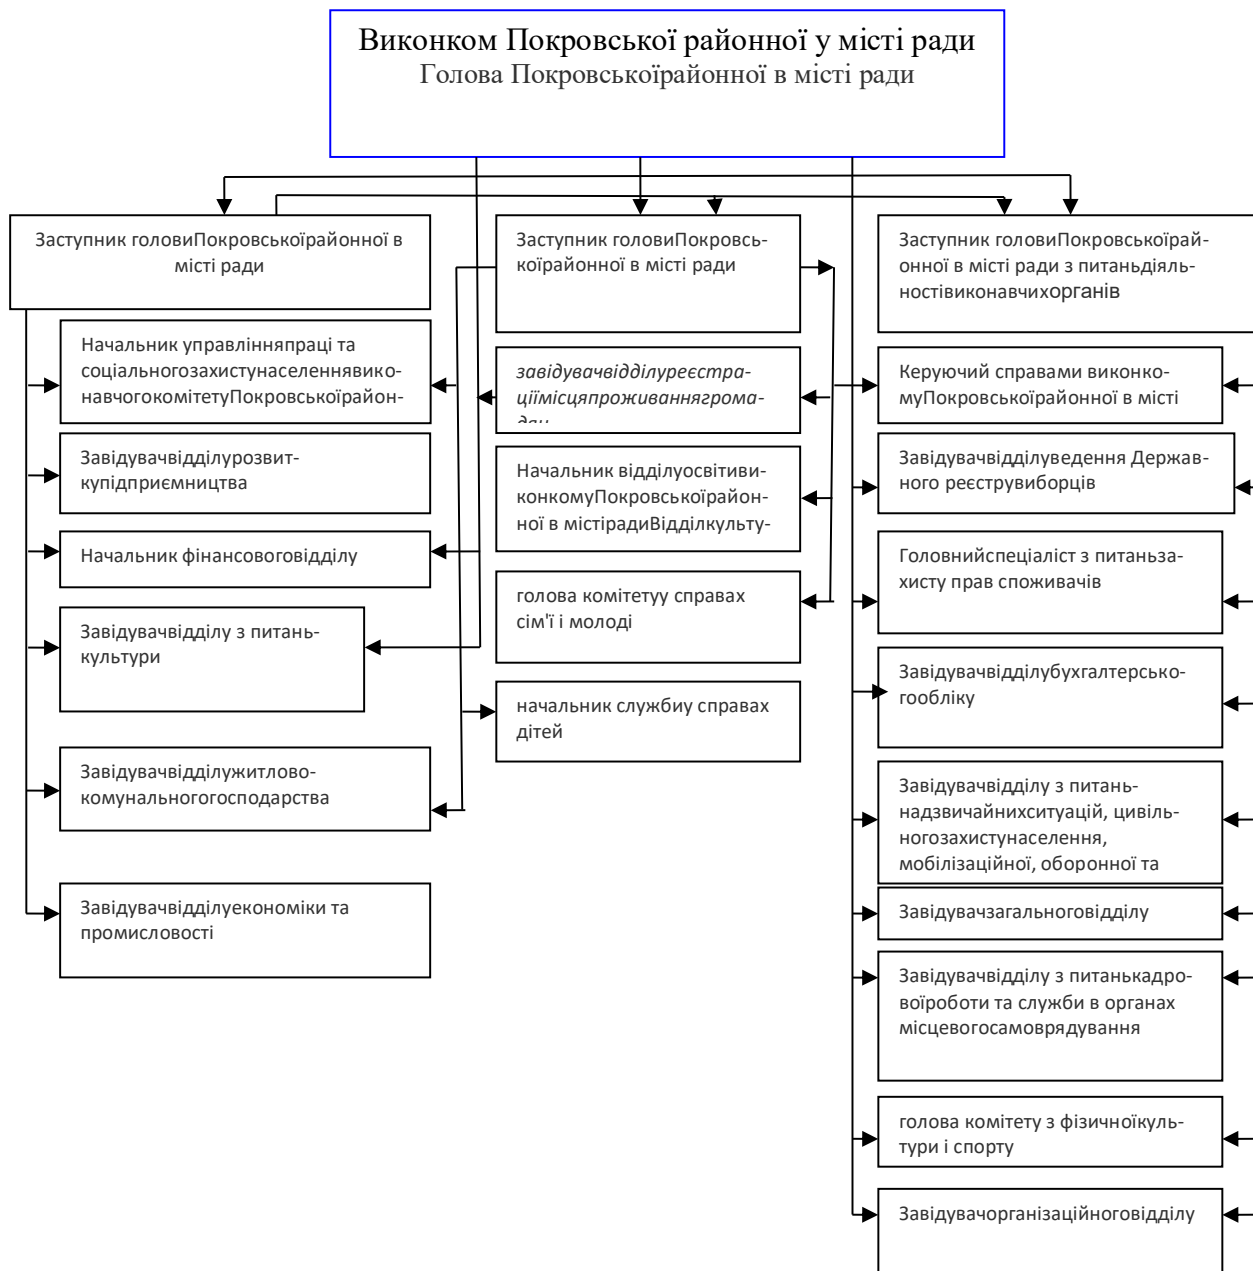 Виконком Покровської районної у місті ради
Голова Покровськоїрайонної в місті ради
Заступник головиПокровськоїрайонної в
місті ради
Начальник управлінняпраці та
соціальногозахистунаселеннявико-
навчогокомітетуПокровськоїрайон-
Завідувачвідділурозвит-
купідприємництва
Начальник фінансовоговідділу
Завідувачвідділу з питань-
культури
Завідувачвідділужитлово-
комунальногогосподарства
Завідувачвідділуекономіки та
промисловості
Заступник головиПокровсь-
коїрайонної в місті ради
завідувачвідділуреєстра-
ціїмісцяпроживаннягрома-
дян
Начальник відділуосвітиви-
конкомуПокровськоїрайон-
ної в містірадиВідділкульту-
голова комітетуу справах
сім'ї і молоді
начальник службиу справах
дітей
Заступник головиПокровськоїрай-
онної в місті ради з питаньдіяль-
ностівиконавчихорганів
Керуючий справами виконко-
муПокровськоїрайонної в місті
Завідувачвідділуведення Держав-
ного реєструвиборців
Головнийспеціаліст з питаньза-
хисту прав споживачів
Завідувачвідділубухгалтерсько-
гообліку
Завідувачвідділу з питань-
надзвичайнихситуацій, цивіль-
ногозахистунаселення,
мобілізаційної, оборонної та
Завідувачзагальноговідділу
Завідувачвідділу з питанькадро-
воїроботи та служби в органах
місцевогосамоврядування
голова комітету з фізичноїкуль-
тури і спорту
Завідувачорганізаційноговідділу